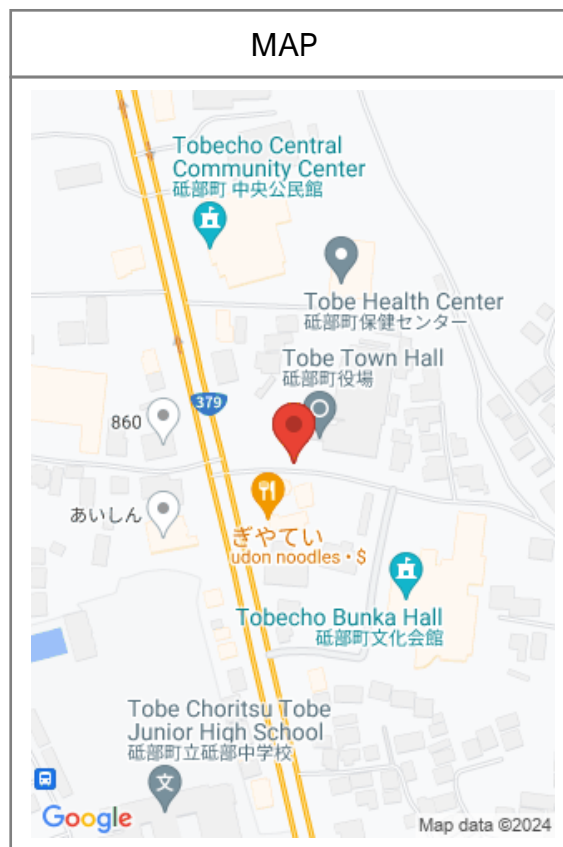 MAP
Tobecho Central
Community Center
砥部町 中央公民館
Tobe Health Center
砥部町保健センター
Tobe Town Hall
砥部町役場
379
860
あいしん
ぎやてい
udon noodles・$
Tobecho Bunka Hall
砥部町文化会館
Tobe Choritsu Tobe
Junior High School
砥部町立砥部中学校
文
Google
Map data ©2024